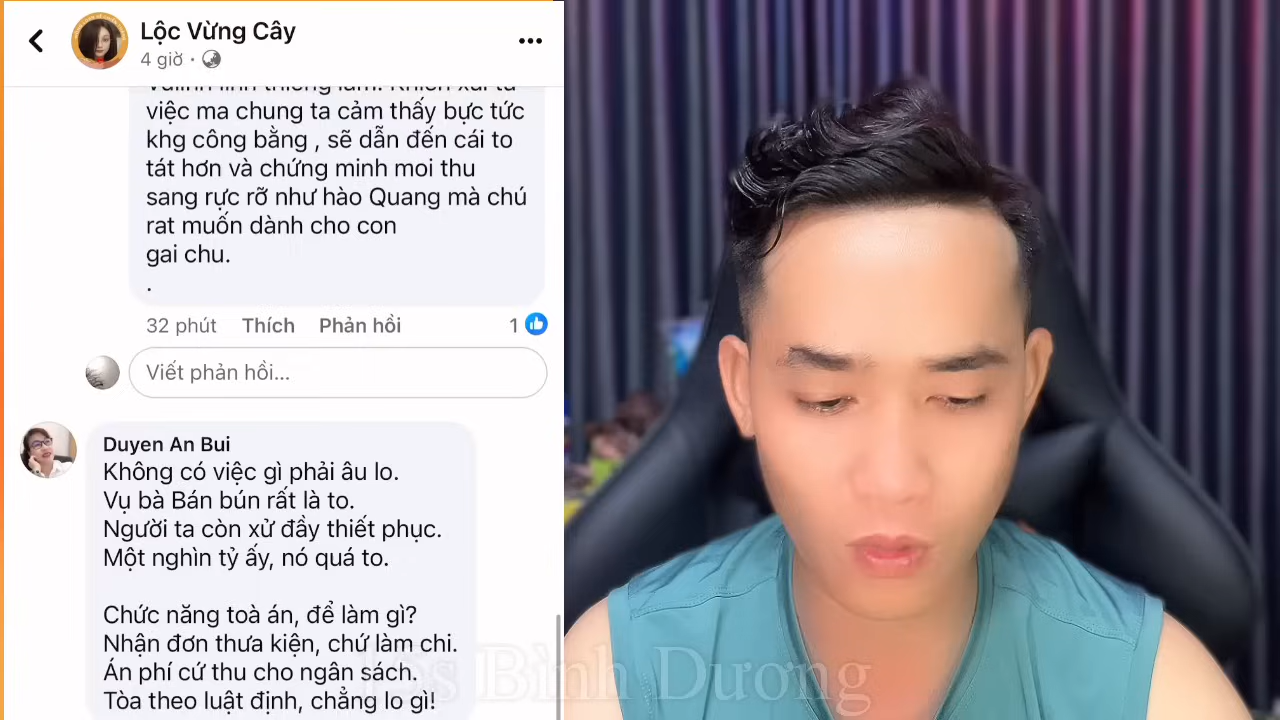 Lộc Vừng Cây
4 giờ ·
việc ma chung ta cảm thấy bực tức
khg công bằng , sẽ dẫn đến cái to
tát hơn và chứng minh moi thu
sang rực rỡ như hào Quang mà chú
rat muốn dành cho con
gai chu.
.
32 phút Thích Phản hồi 1
Viết phản hồi...
Duyen An Bui
Không có việc gì phải âu lo.
Vụ bà Bán bún rất là to.
Người ta còn xử đầy thiết phục.
Một nghìn tỷ ấy, nó quá to.
Chức năng toà án, để làm gì?
Nhận đơn thưa kiện, chứ làm chi.
Án phí cứ thu cho ngân sách.
Tòa theo luật định, chẳng lo gì!
Bình Dương